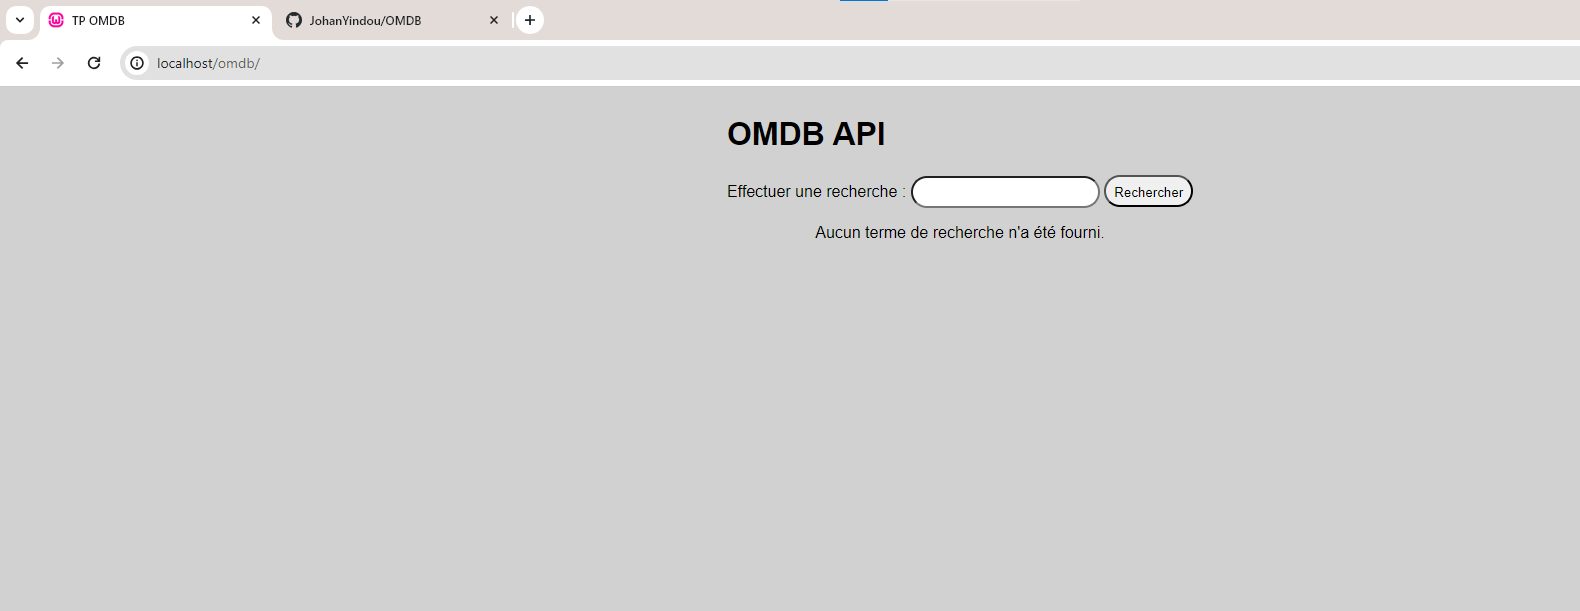 TP OMDB
JohanYindou/OMDB
localhost/omdb/
OMDB API
Effectuer une recherche :
Rechercher
Aucun terme de recherche n'a été fourni.